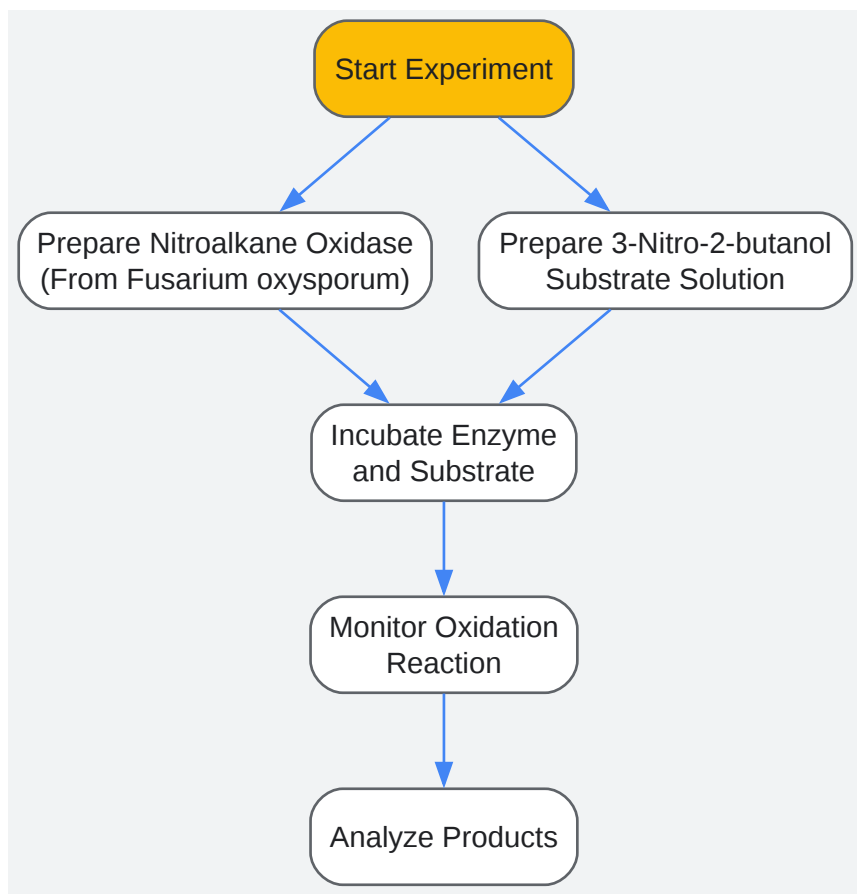 Start Experiment
Prepare Nitroalkane Oxidase
(From Fusarium oxysporum)
Prepare 3-Nitro-2-butanol
Substrate Solution
Incubate Enzyme
and Substrate
Monitor Oxidation
Reaction
Analyze Products